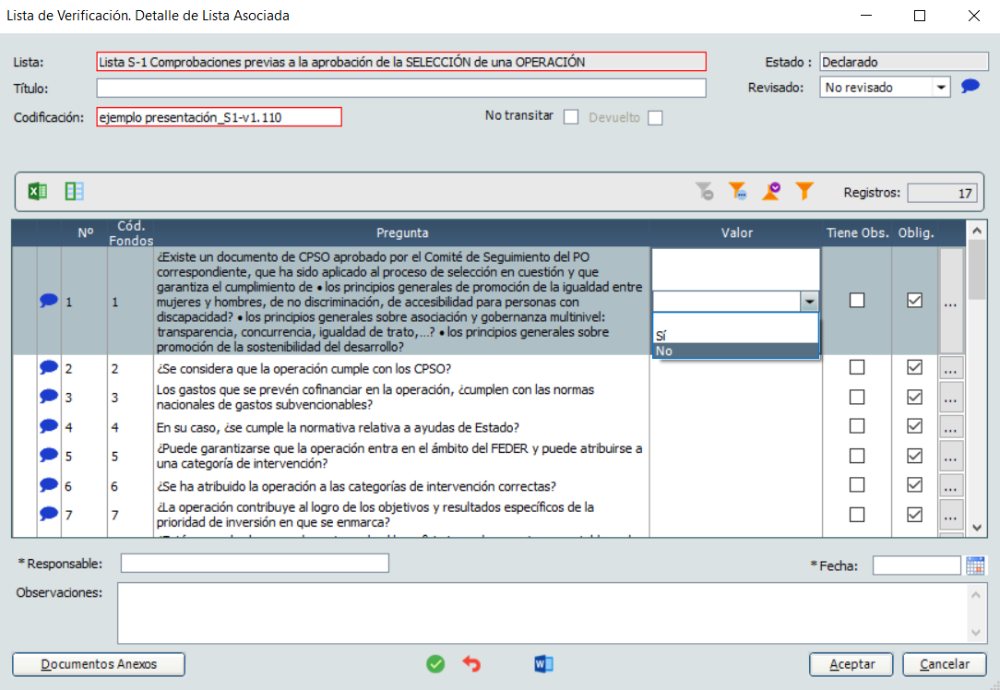 Lista de Verificación. Detalle de Lista Asociada
Lista: Lista S-1 Comprobaciones previas a la aprobación de la SELECCIÓN de una OPERACIÓN Estado : Declarado
Título: Revisado: No revisado
Codificación: ejemplo presentación_S1-v1.110 No transitar Devuelto
Registros: 17
Nº Cód. Fondos Pregunta Valor Tiene Obs. Oblig.
1 1 ¿Existe un documento de CPSO aprobado por el Comité de Seguimiento del PO
correspondiente, que ha sido aplicado al proceso de selección en cuestión y que
garantiza el cumplimiento de • los principios generales de promoción de la igualdad entre
mujeres y hombres, de no discriminación, de accesibilidad para personas con
discapacidad? • los principios generales sobre asociación y gobernanza multinivel:
transparencia, concurrencia, igualdad de trato,...? • los principios generales sobre
promoción de la sostenibilidad del desarrollo?
Sí
No
...
2 2 ¿Se considera que la operación cumple con los CPSO? ...
3 3 Los gastos que se prevén cofinanciar en la operación, ¿cumplen con las normas
nacionales de gastos subvencionables? ...
4 4 En su caso, ¿se cumple la normativa relativa a ayudas de Estado? ...
5 5 ¿Puede garantizarse que la operación entra en el ámbito del FEDER y puede atribuirse a
una categoría de intervención? ...
6 6 ¿Se ha atribuido la operación a las categorías de intervención correctas? ...
7 7 ¿La operación contribuye al logro de los objetivos y resultados específicos de la
prioridad de inversión en que se enmarca? ...
* Responsable: * Fecha:
Observaciones:
Documentos Anexos Aceptar Cancelar